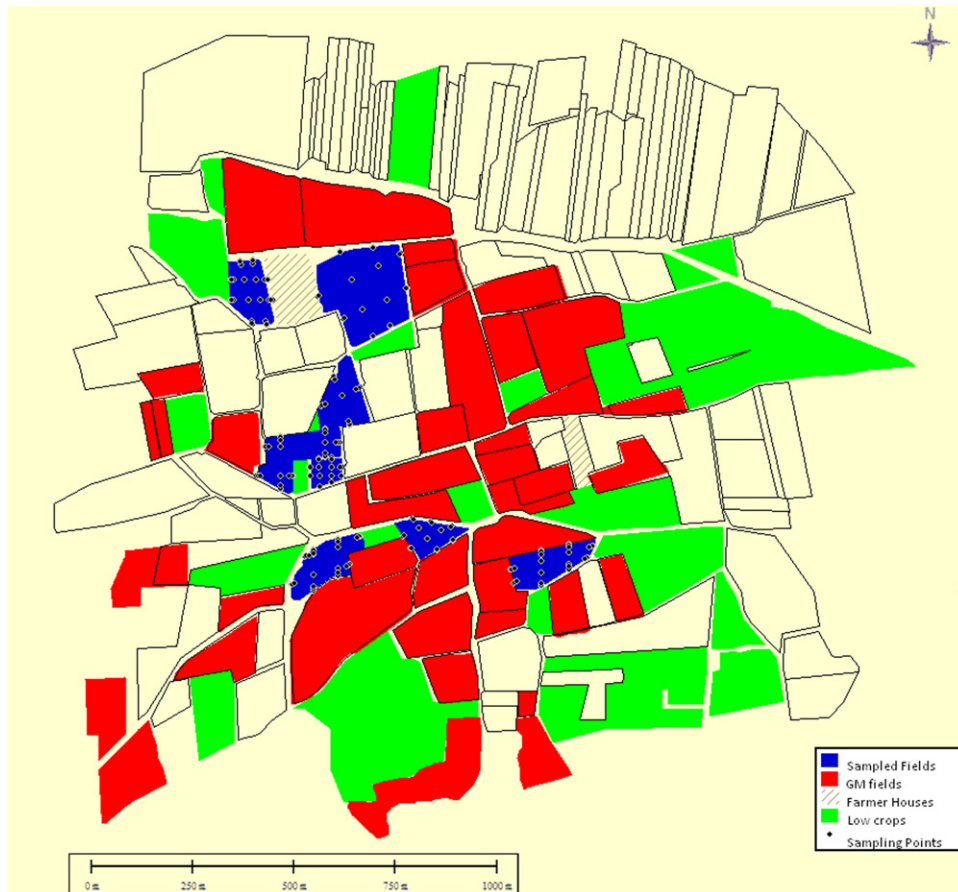 N
Sampled Fields
GM fields
Farmer Houses
Low crops
Sampling Points
0 m 250 m 500 m 750 m 1000 m